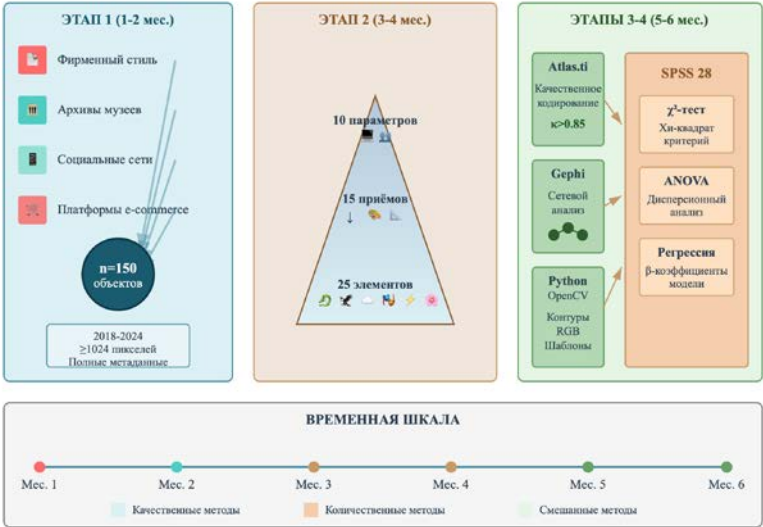 ЭТАП 1 (1-2 мес.)
Фирменный стиль
Архивы музеев
Социальные сети
Платформы e-commerce
n=150
объектов
2018-2024
≥1024 пикселей
Полные метаданные
ЭТАП 2 (3-4 мес.)
10 параметров
15 приёмов
25 элементов
ЭТАПЫ 3-4 (5-6 мес.)
Atlas.ti
Качественное
кодирование
κ>0.85
Gephi
Сетевой
анализ
Python
OpenCV
Контуры
RGB
Шаблоны
SPSS 28
χ²-тест
Хи-квадрат
критерий
ANOVA
Дисперсионный
анализ
Регрессия
β-коэффициенты
модели
ВРЕМЕННАЯ ШКАЛА
Мес. 1 Мес. 2 Мес. 3 Мес. 4 Мес. 5 Мес. 6
Качественные методы Количественные методы Смешанные методы